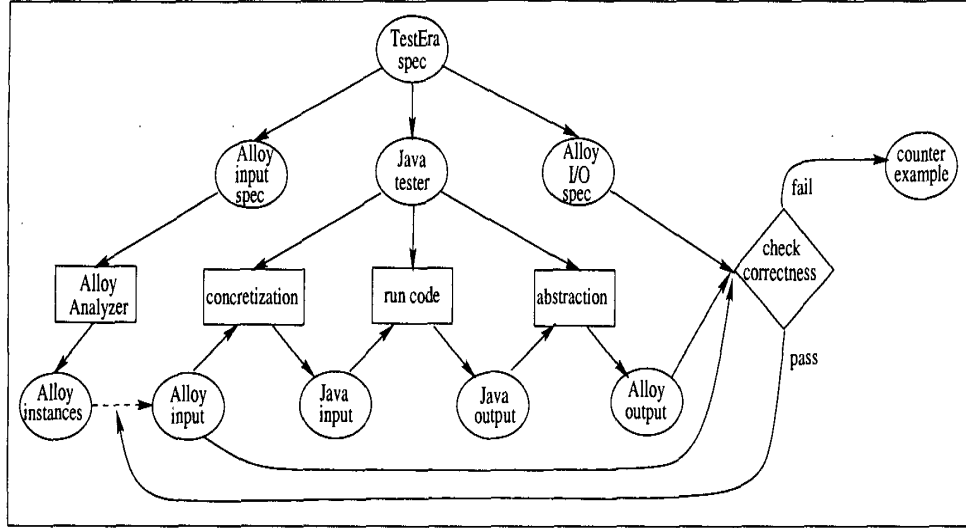 TestEra
spec
Alloy
input
spec
Java
tester
Alloy
I/O
spec
counter
example
fail
check
correctness
Alloy
Analyzer
concretization
run code
abstraction
pass
Alloy
instances
Alloy
input
Java
input
Java
output
Alloy
output